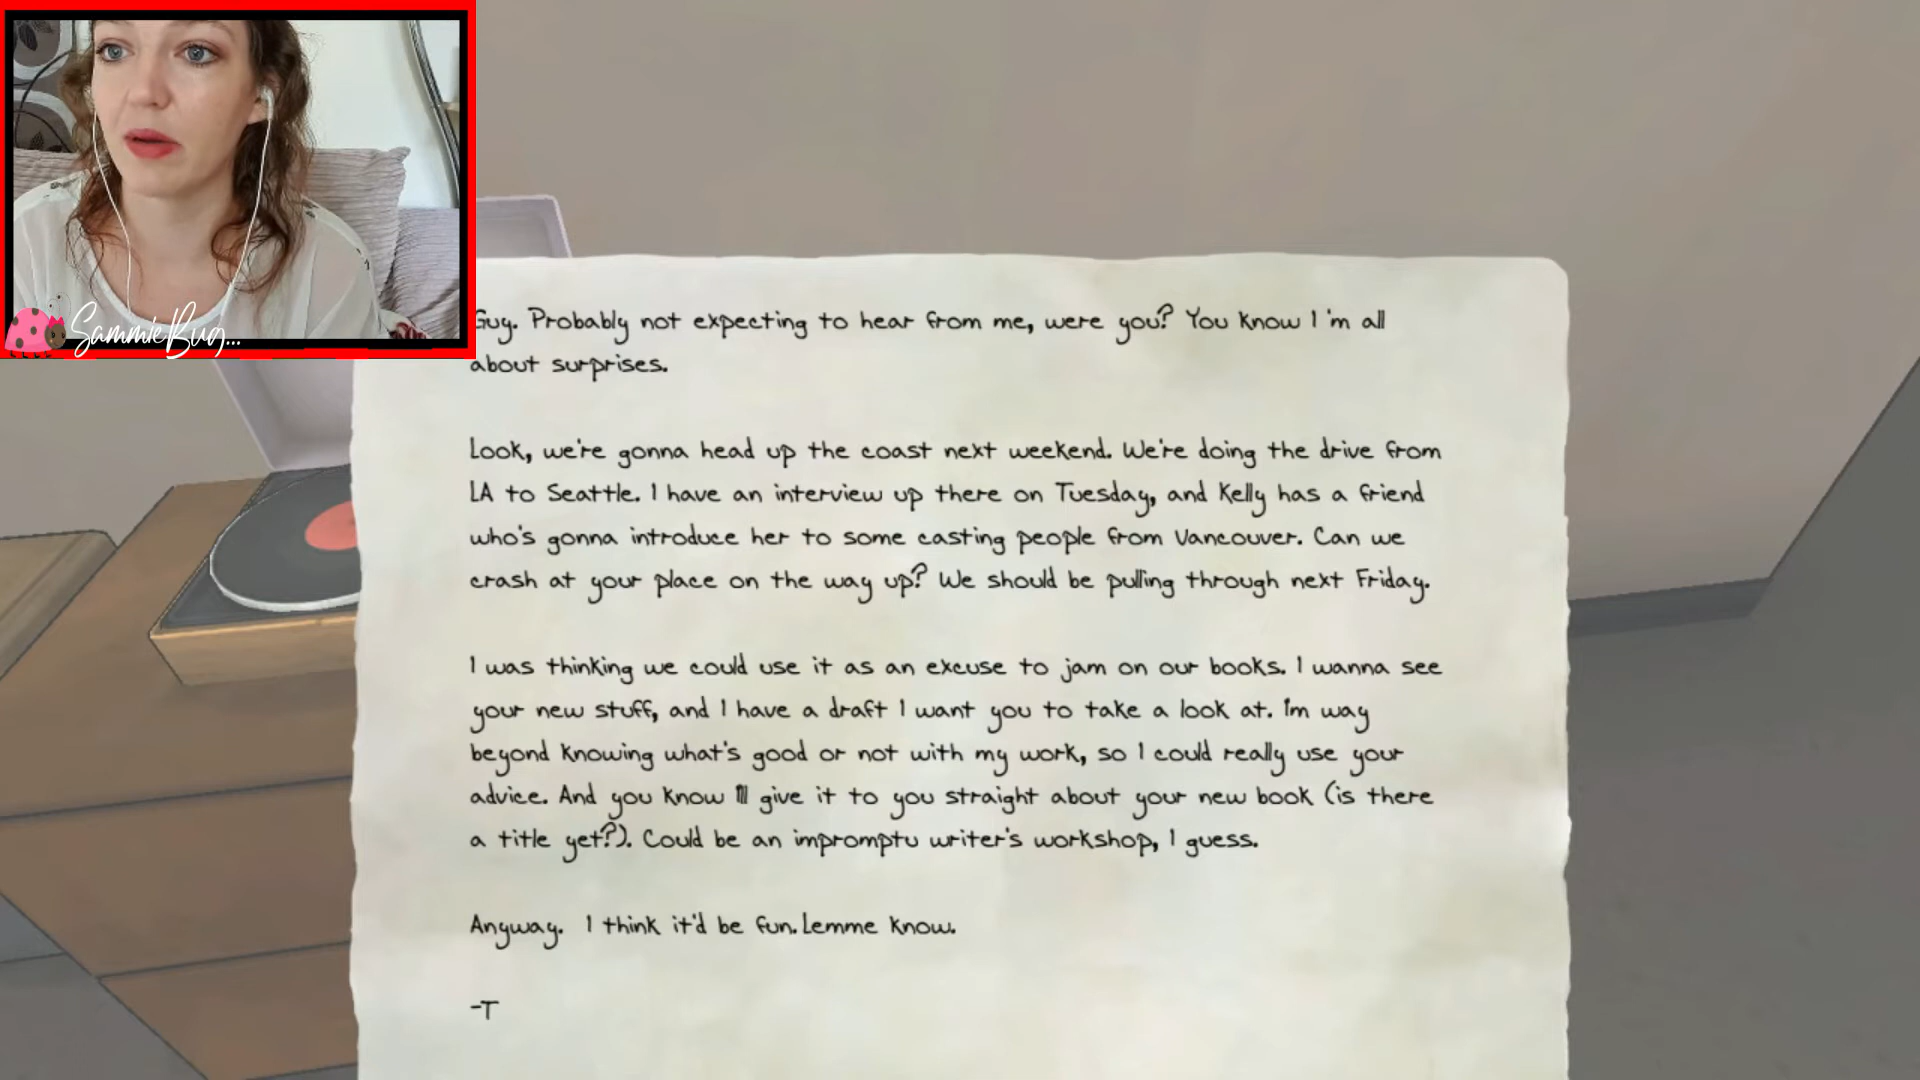 SammieBug...
Guy. Probably not expecting to hear from me, were you? You know I'm all
about surprises.
Look, we're gonna head up the coast next weekend. We're doing the drive from
LA to Seattle. I have an interview up there on Tuesday, and Kelly has a friend
who's gonna introduce her to some casting people from Vancouver. Can we
crash at your place on the way up? We should be pulling through next Friday.
I was thinking we could use it as an excuse to jam on our books. I wanna see
your new stuff, and I have a draft I want you to take a look at. I'm way
beyond knowing what's good or not with my work, so I could really use your
advice. And you know I'll give it to you straight about your new book (is there
a title yet?). Could be an impromptu writer's workshop, I guess.
Anyway. I think it'd be fun. Lemme know.
-T